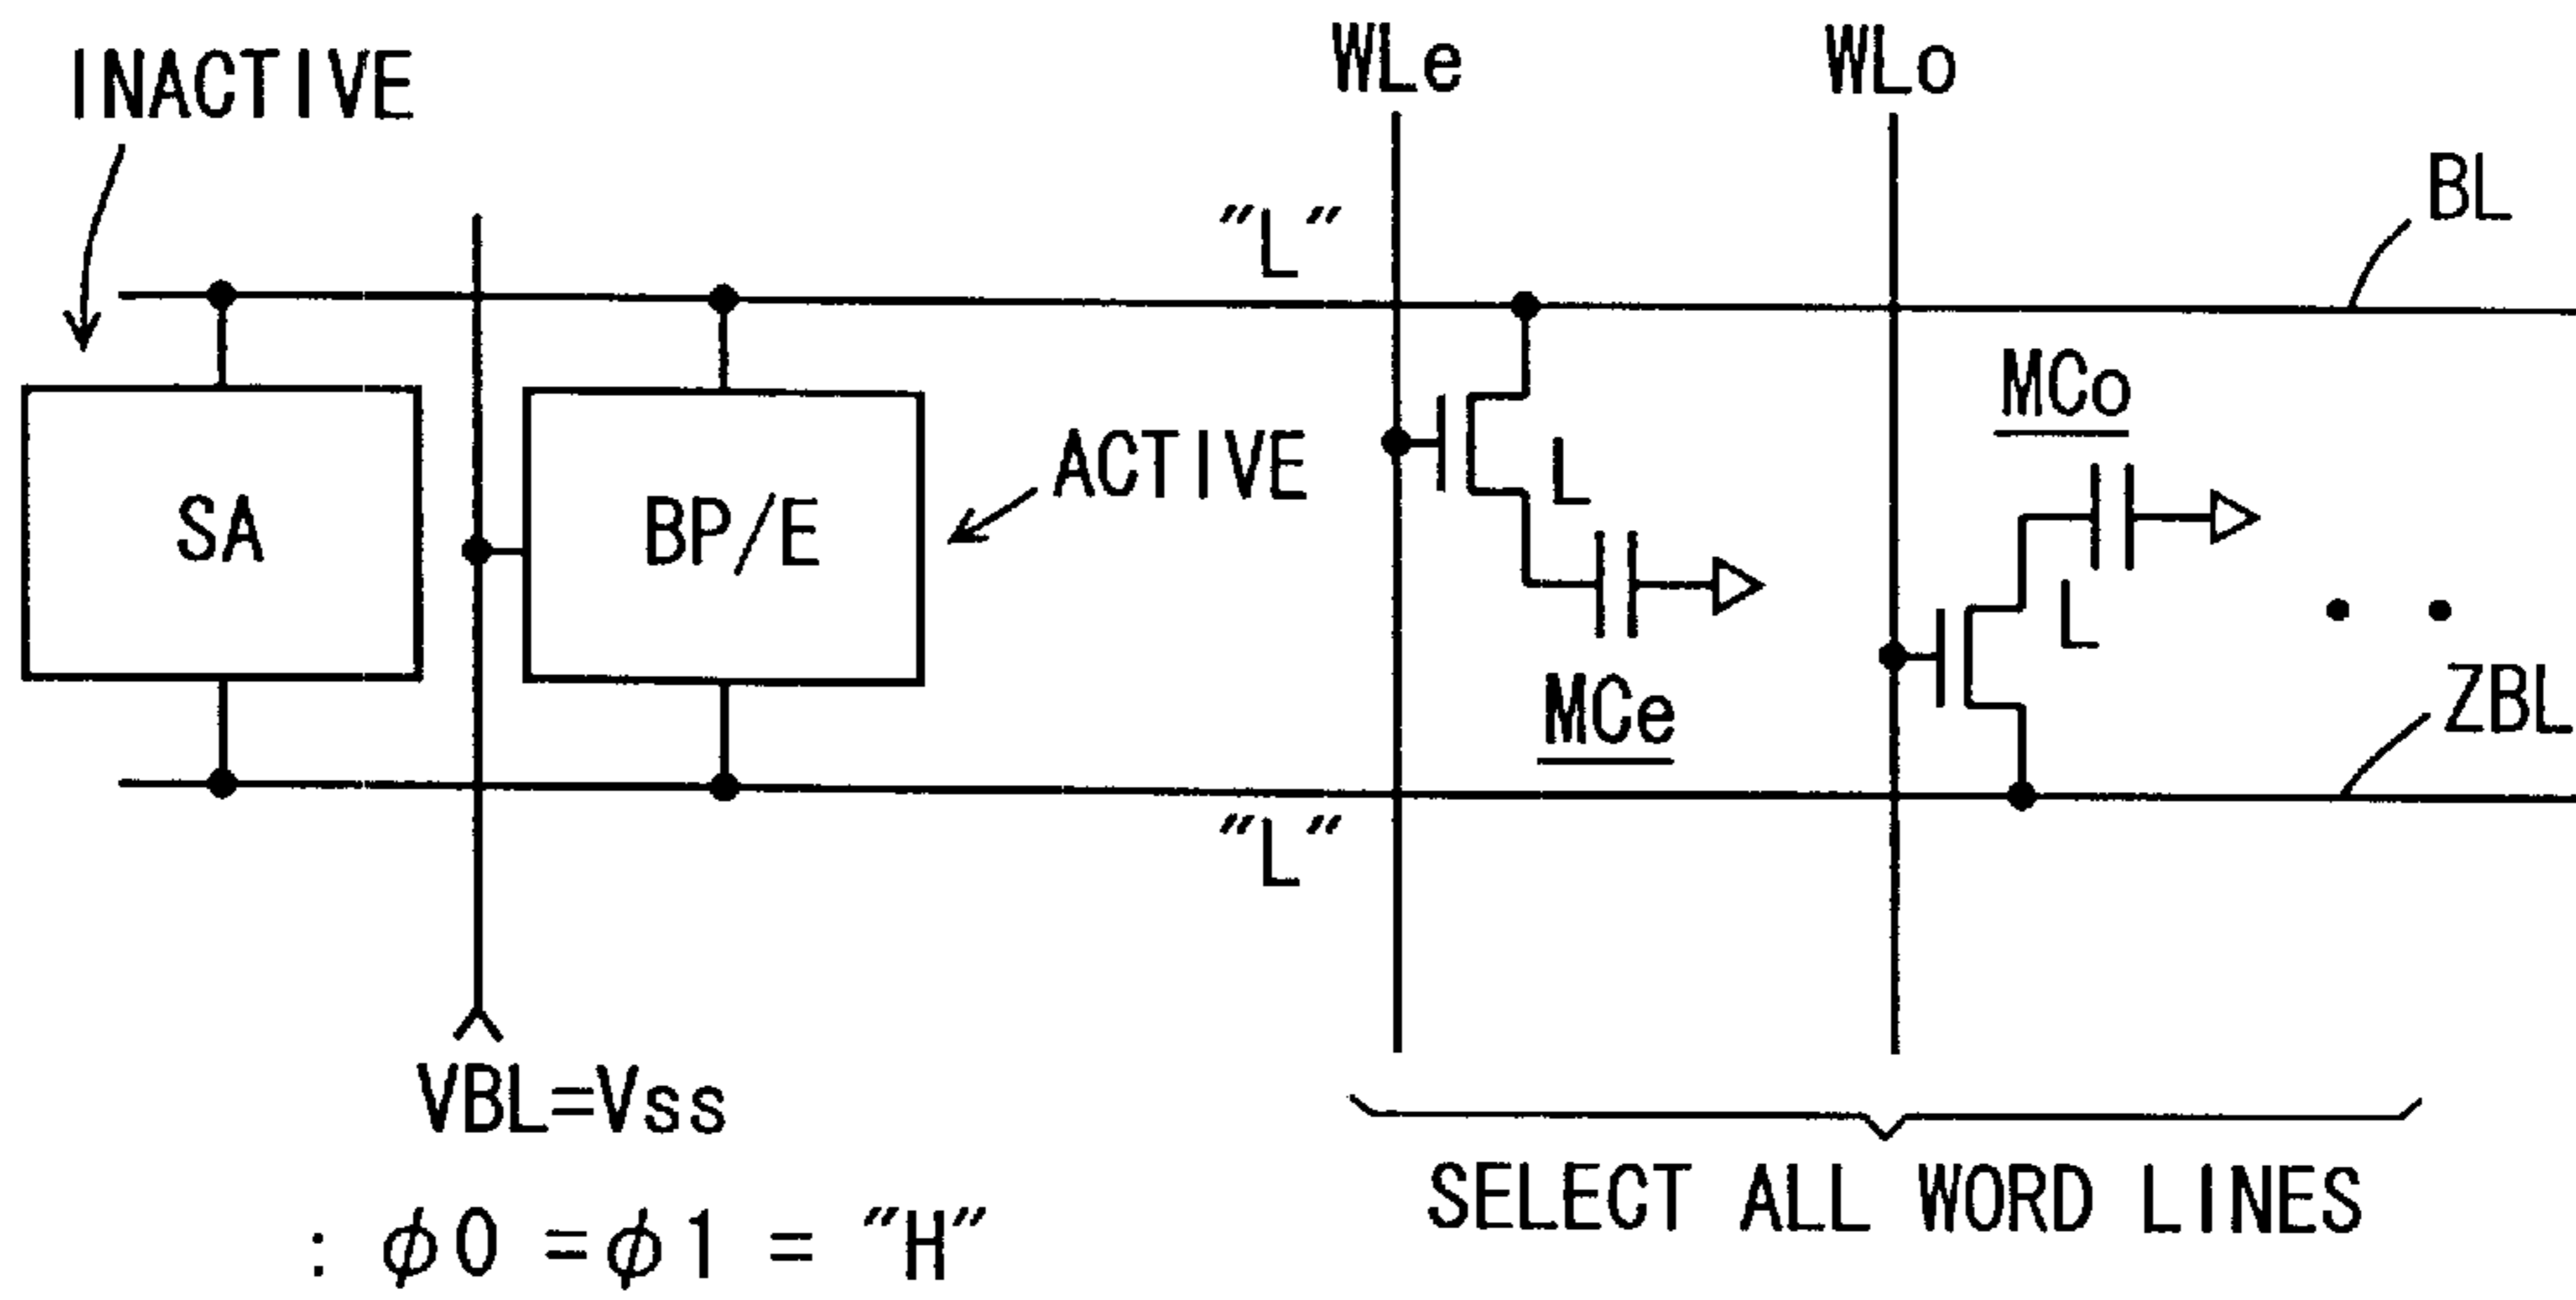 INACTIVE
WLe
WLo
BL
"L"
MCo
ACTIVE
L
SA
BP/E
L
MCe
ZBL
"L"
VBL=Vss
: φ0 =φ1 = "H"
SELECT ALL WORD LINES